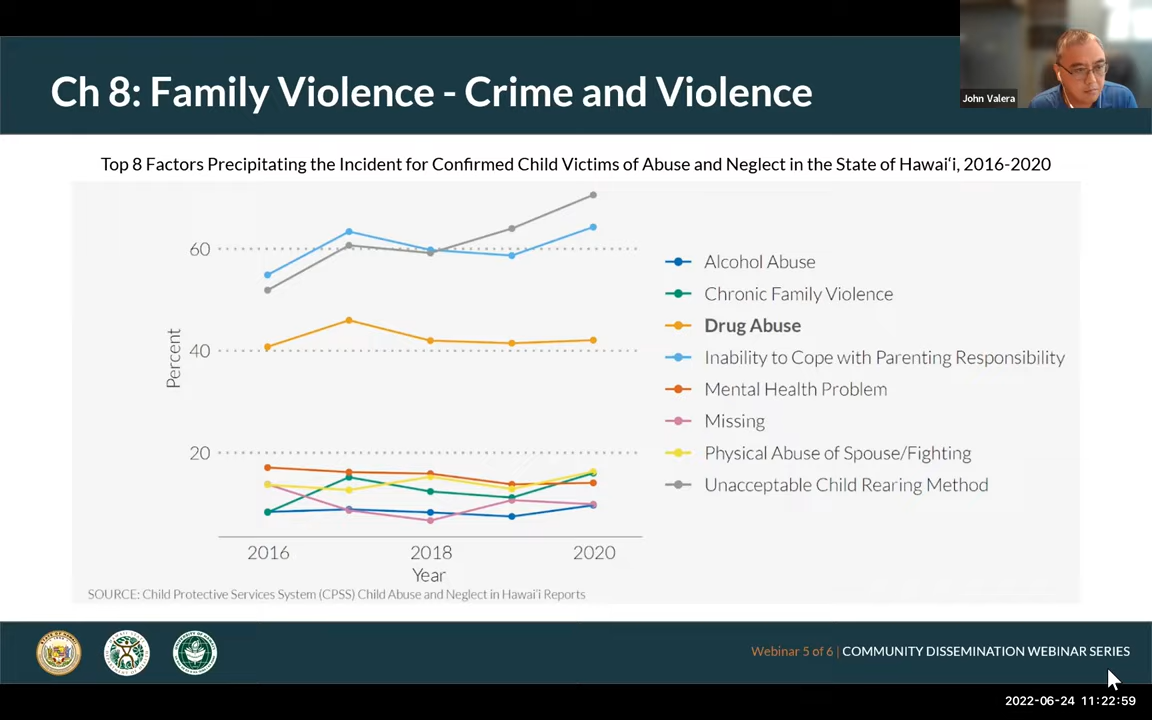 Ch 8: Family Violence - Crime and Violence
John Valera
Top 8 Factors Precipitating the Incident for Confirmed Child Victims of Abuse and Neglect in the State of Hawai‘i, 2016-2020
60
40
20
Percent
2016
2018
2020
Year
Alcohol Abuse
Chronic Family Violence
Drug Abuse
Inability to Cope with Parenting Responsibility
Mental Health Problem
Missing
Physical Abuse of Spouse/Fighting
Unacceptable Child Rearing Method
SOURCE: Child Protective Services System (CPSS) Child Abuse and Neglect in Hawai‘i Reports
Webinar 5 of 6 | COMMUNITY DISSEMINATION WEBINAR SERIES
2022-06-24 11:22:59